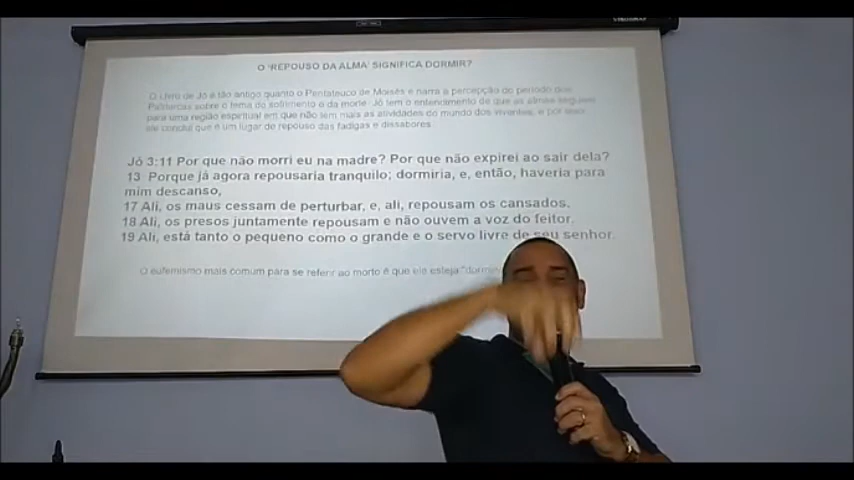 O 'REPOUSO DA ALMA' SIGNIFICA DORMIR?
O Livro de Jó é tão antigo quanto o Pentateuco de Moisés e narra a percepção do período dos
Patriarcas sobre o tema do sofrimento e da morte. Jó tem o entendimento de que as almas seguem
para uma região espiritual em que não tem mais as atividades do mundo dos viventes, e por
ele conclui que é um lugar de repouso das fadigas e dissabores.
Jó 3:11 Por que não morri eu na madre? Por que não expirei ao sair dela?
13 Porque já agora repousaria tranquilo; dormiria, e, então, haveria para
mim descanso,
17 Ali, os maus cessam de perturbar, e, ali, repousam os cansados.
18 Ali, os presos juntamente repousam e não ouvem a voz do feitor.
19 Ali, está tanto o pequeno como o grande e o servo livre de seu senhor.
O eufemismo mais comum para se referir ao morto é que ele esteja "dormin